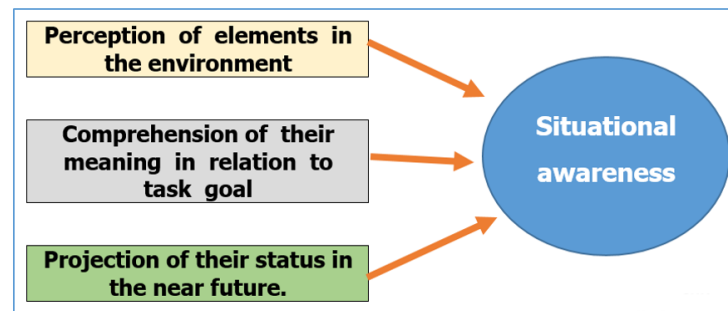 Perception of elements in
the environment
Comprehension of their
meaning in relation to
task goal
Projection of their status in
the near future.
Situational
awareness